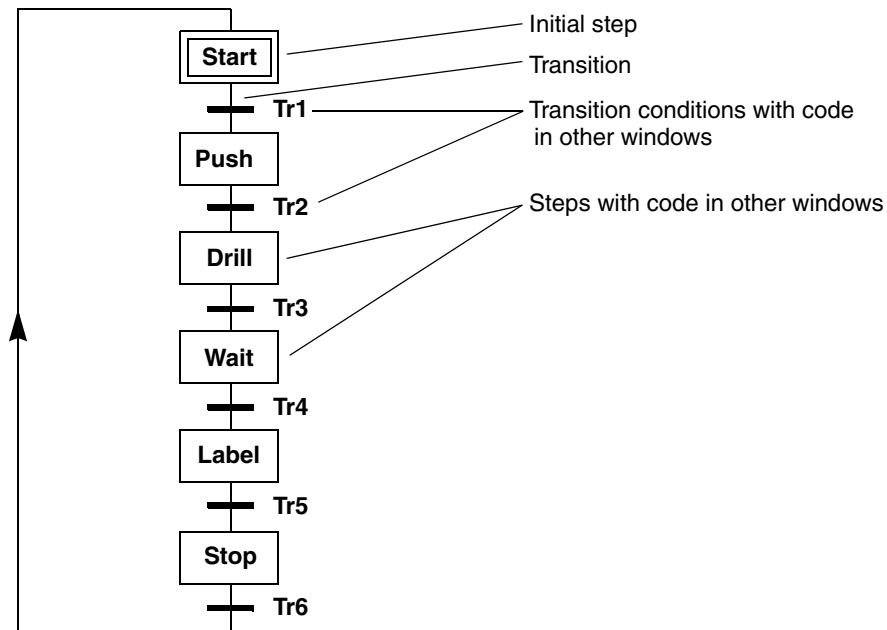 Initial step
Start
Transition
Tr1
Transition conditions with code
in other windows
Push
Tr2
Steps with code in other windows
Drill
Tr3
Wait
Tr4
Label
Tr5
Stop
Tr6